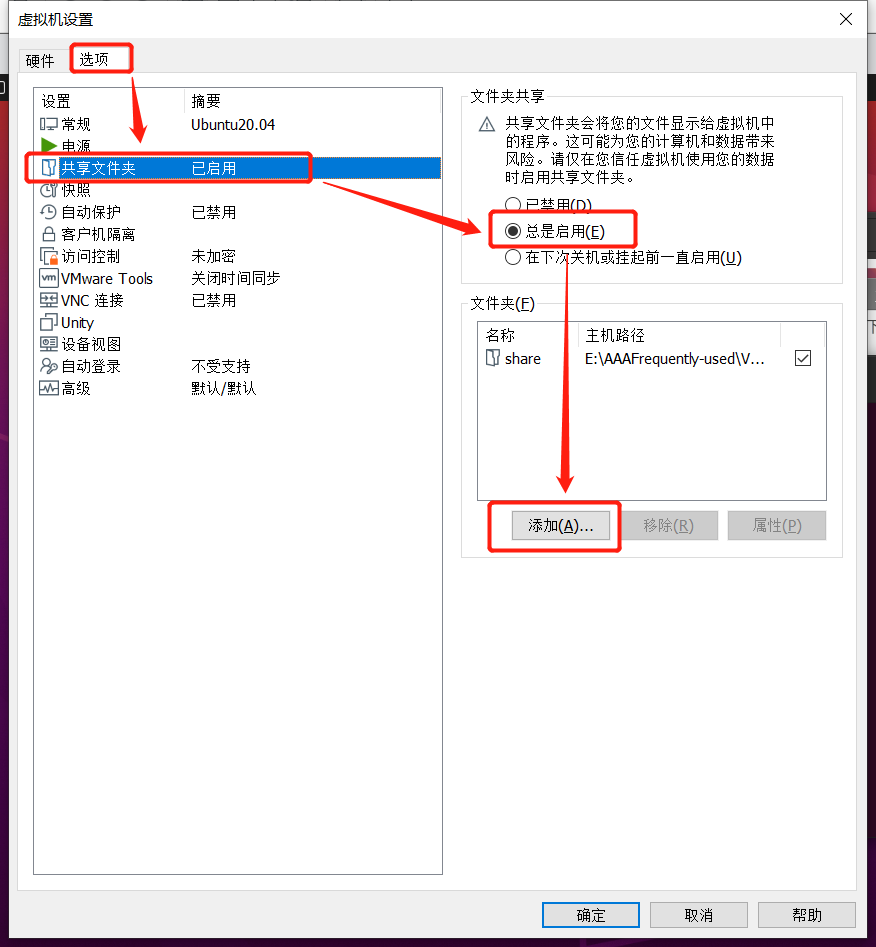 虚拟机设置
硬件
选项
设置 摘要
常规 Ubuntu20.04
电源
共享文件夹 已启用
快照
自动保护 已禁用
客户机隔离
访问控制 未加密
VMware Tools 关闭时间同步
VNC 连接 已禁用
Unity
设备视图
自动登录 不受支持
高级 默认/默认
文件夹共享
共享文件夹会将您的文件显示给虚拟机中
的程序。这可能为您的计算机和数据带来
风险。请仅在您信任虚拟机使用您的数据
时启用共享文件夹。
已禁用(D)
总是启用(E)
在下次关机或挂起前一直启用(U)
文件夹(F)
名称 主机路径
share E:\AAAFrequently-used\V...
添加(A)... 移除(R) 属性(P)
确定 取消 帮助